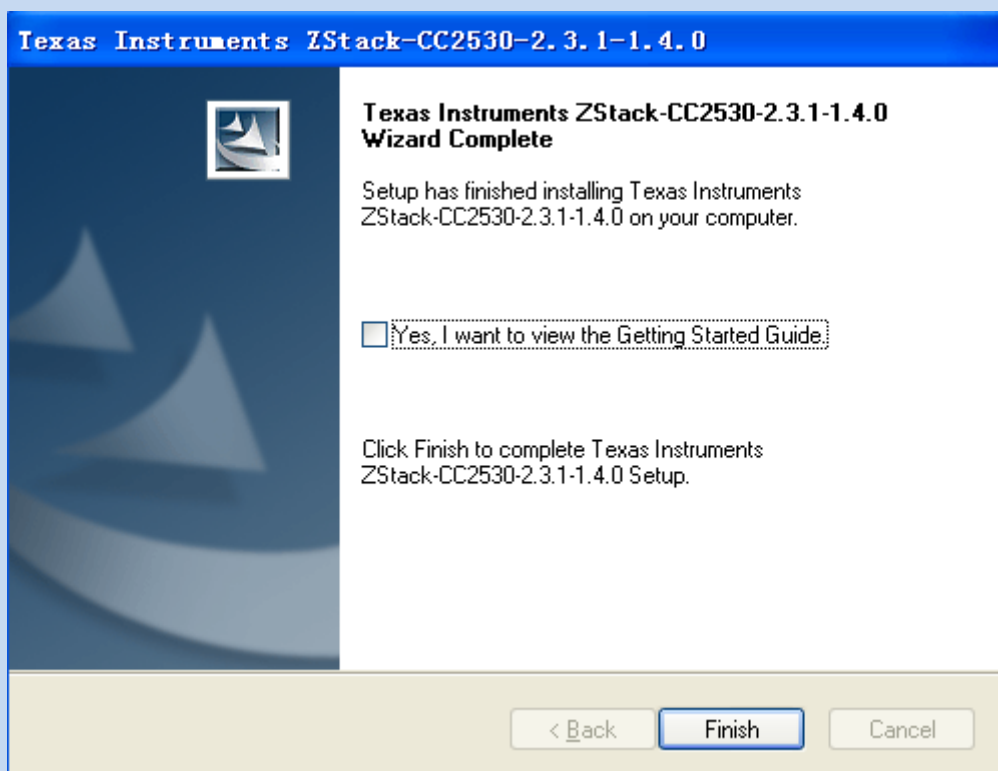 Texas Instruments ZStack-CC2530-2.3.1-1.4.0
Texas Instruments ZStack-CC2530-2.3.1-1.4.0
Wizard Complete
Setup has finished installing Texas Instruments
ZStack-CC2530-2.3.1-1.4.0 on your computer.
Yes, I want to view the Getting Started Guide.
Click Finish to complete Texas Instruments
ZStack-CC2530-2.3.1-1.4.0 Setup.
< Back Finish Cancel